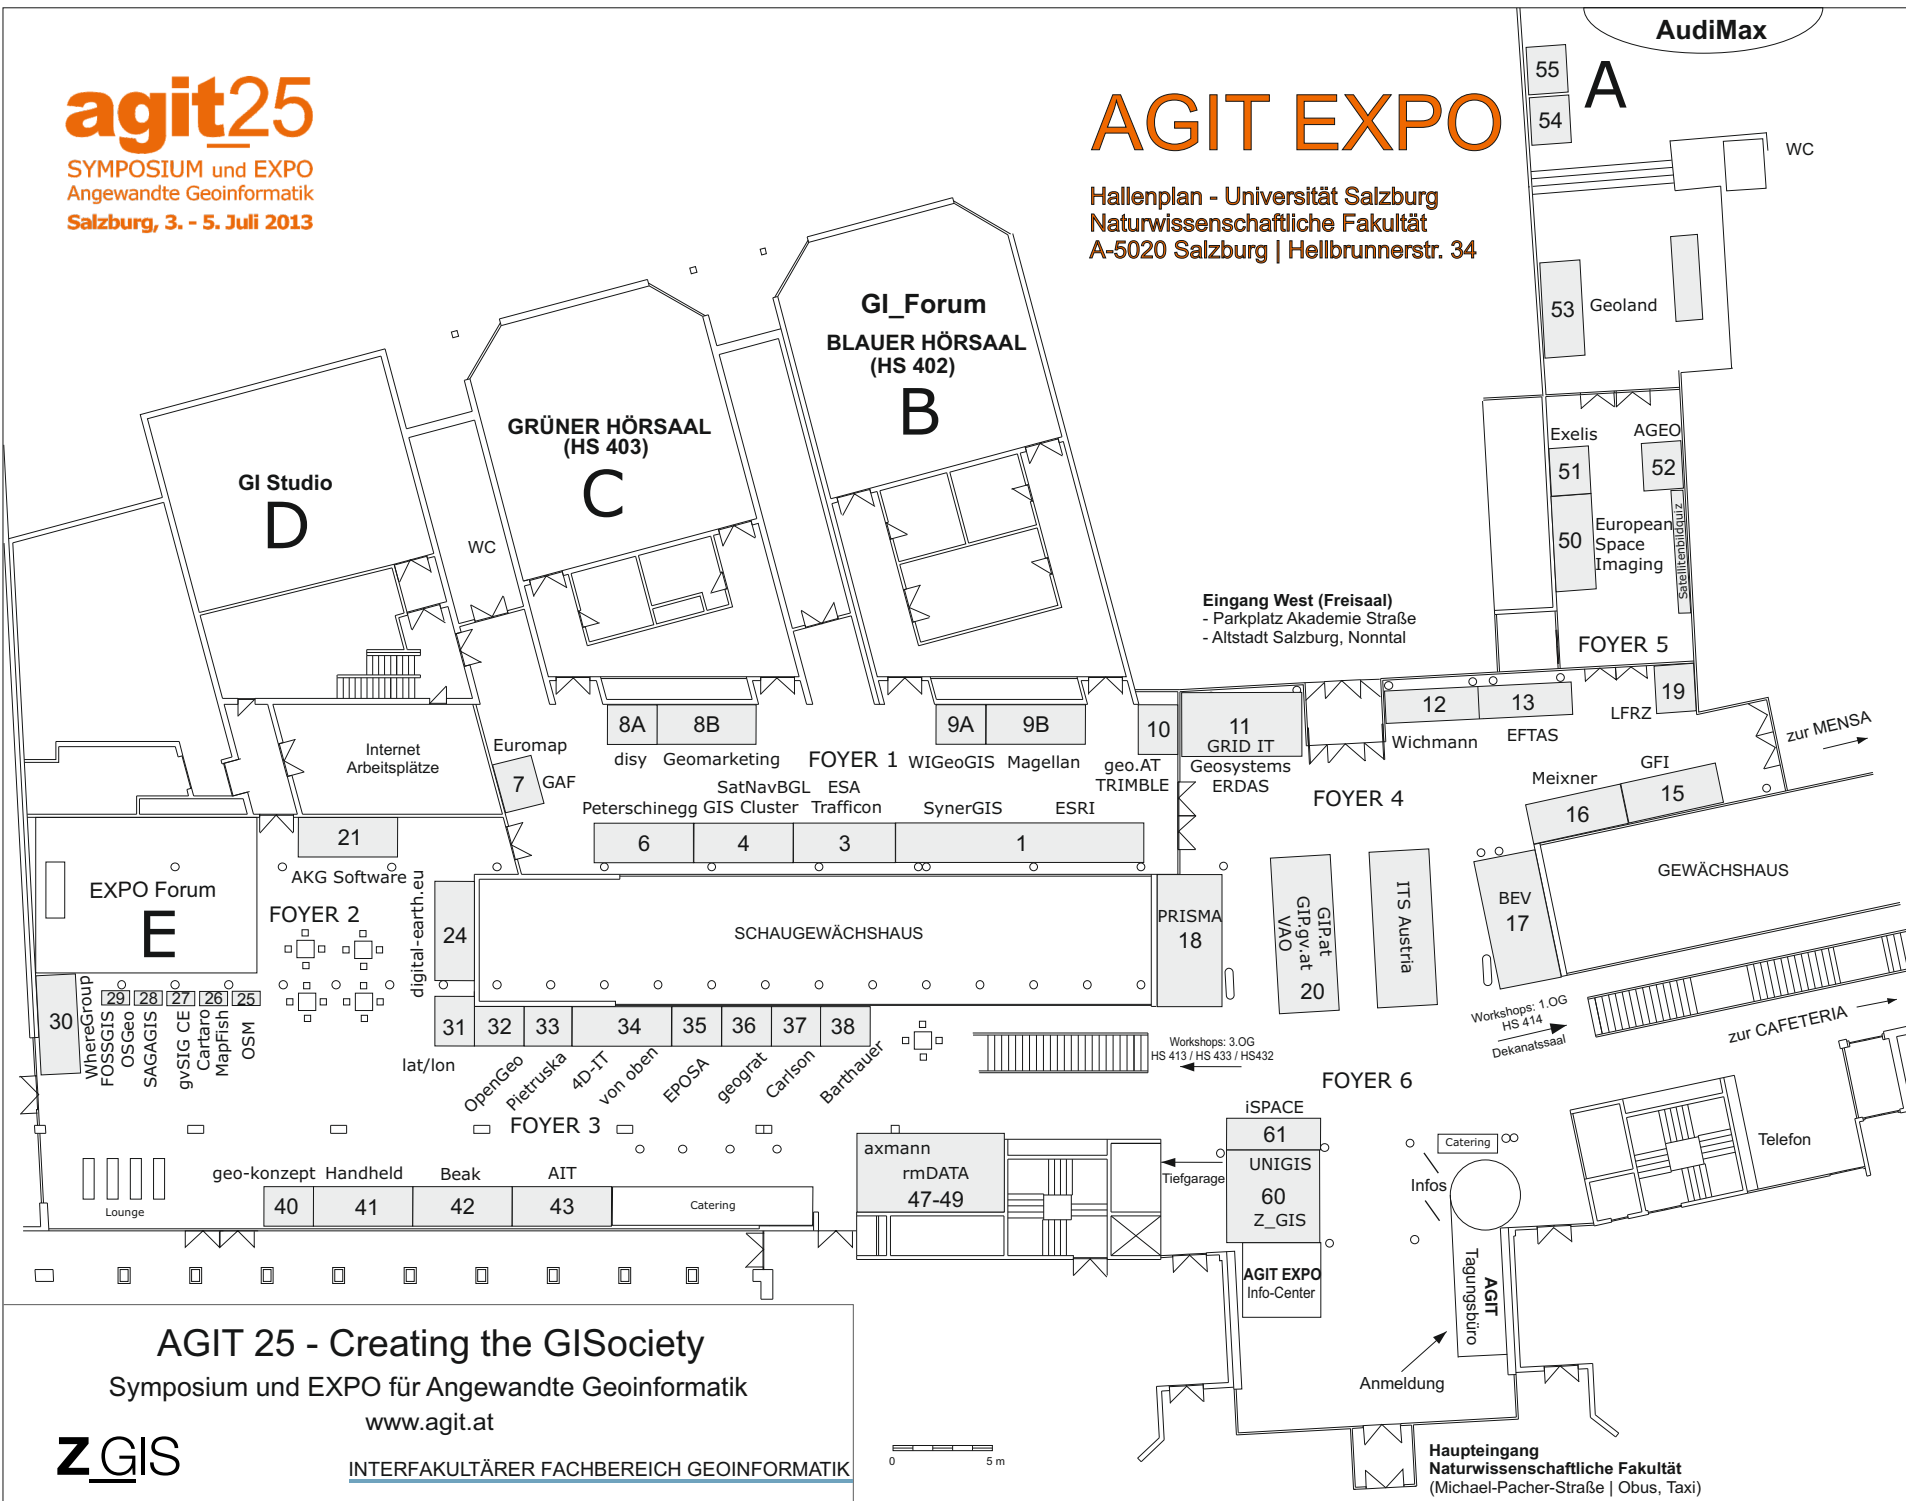 agit25
SYMPOSIUM und EXPO
Angewandte Geoinformatik
Salzburg, 3. - 5. Juli 2013
AGIT EXPO
Hallenplan - Universität Salzburg
Naturwissenschaftliche Fakultät
A-5020 Salzburg | Hellbrunnerstr. 34
AudiMax
A
55
54
WC
53
Geoland
GI_Forum
BLAUER HÖRSAAL
(HS 402)
B
GRÜNER HÖRSAAL
(HS 403)
C
GI Studio
D
WC
Exelis
AGEO
51
52
50
European
Space
Imaging
Satellitenbildquiz
FOYER 5
Eingang West (Freisaal)
- Parkplatz Akademie Straße
- Altstadt Salzburg, Nonntal
19
LFRZ
12
13
Wichmann
EFTAS
zur MENSA
Internet
Arbeitsplätze
Euromap
7
GAF
8A
8B
disy
Geomarketing
FOYER 1
9A
9B
WIGeoGIS
Magellan
10
geo.AT
TRIMBLE
11
GRID IT
Geosystems
ERDAS
FOYER 4
Meixner
GFI
16
15
SatNavBGL
ESA
Peterschinegg
GIS Cluster
Trafficon
SynerGIS
ESRI
6
4
3
1
21
AKG Software
EXPO Forum
E
FOYER 2
digital-earth.eu
24
SCHAUGEWÄCHSHAUS
PRISMA
18
GIP.at
GIP.gv.at
VAO
20
ITS Austria
BEV
17
GEWÄCHSHAUS
30
WhereGroup
29
28
27
26
25
FOSSGIS
OSGeo
SAGAGIS
gvSIG CE
Cartaro
MapFish
OSM
31
32
33
34
35
36
37
38
lat/lon
OpenGeo
Pietruska
4D-IT
von oben
EPOSA
geograt
Carlson
Barthauer
Workshops: 3.OG
HS 413 / HS 433 / HS432
Workshops: 1.OG
HS 414
Dekanatssaal
zur CAFETERIA
FOYER 3
FOYER 6
iSPACE
61
UNIGIS
60
Z_GIS
AGIT EXPO
Info-Center
axmann
rmDATA
47-49
Tiefgarage
Catering
Infos
Telefon
AGIT
Tagungsbüro
Anmeldung
Lounge
geo-konzept
Handheld
Beak
AIT
40
41
42
43
Catering
AGIT 25 - Creating the GISociety
Symposium und EXPO für Angewandte Geoinformatik
www.agit.at
Z_GIS
INTERFAKULTÄRER FACHBEREICH GEOINFORMATIK
0
5 m
Haupteingang
Naturwissenschaftliche Fakultät
(Michael-Pacher-Straße | Obus, Taxi)